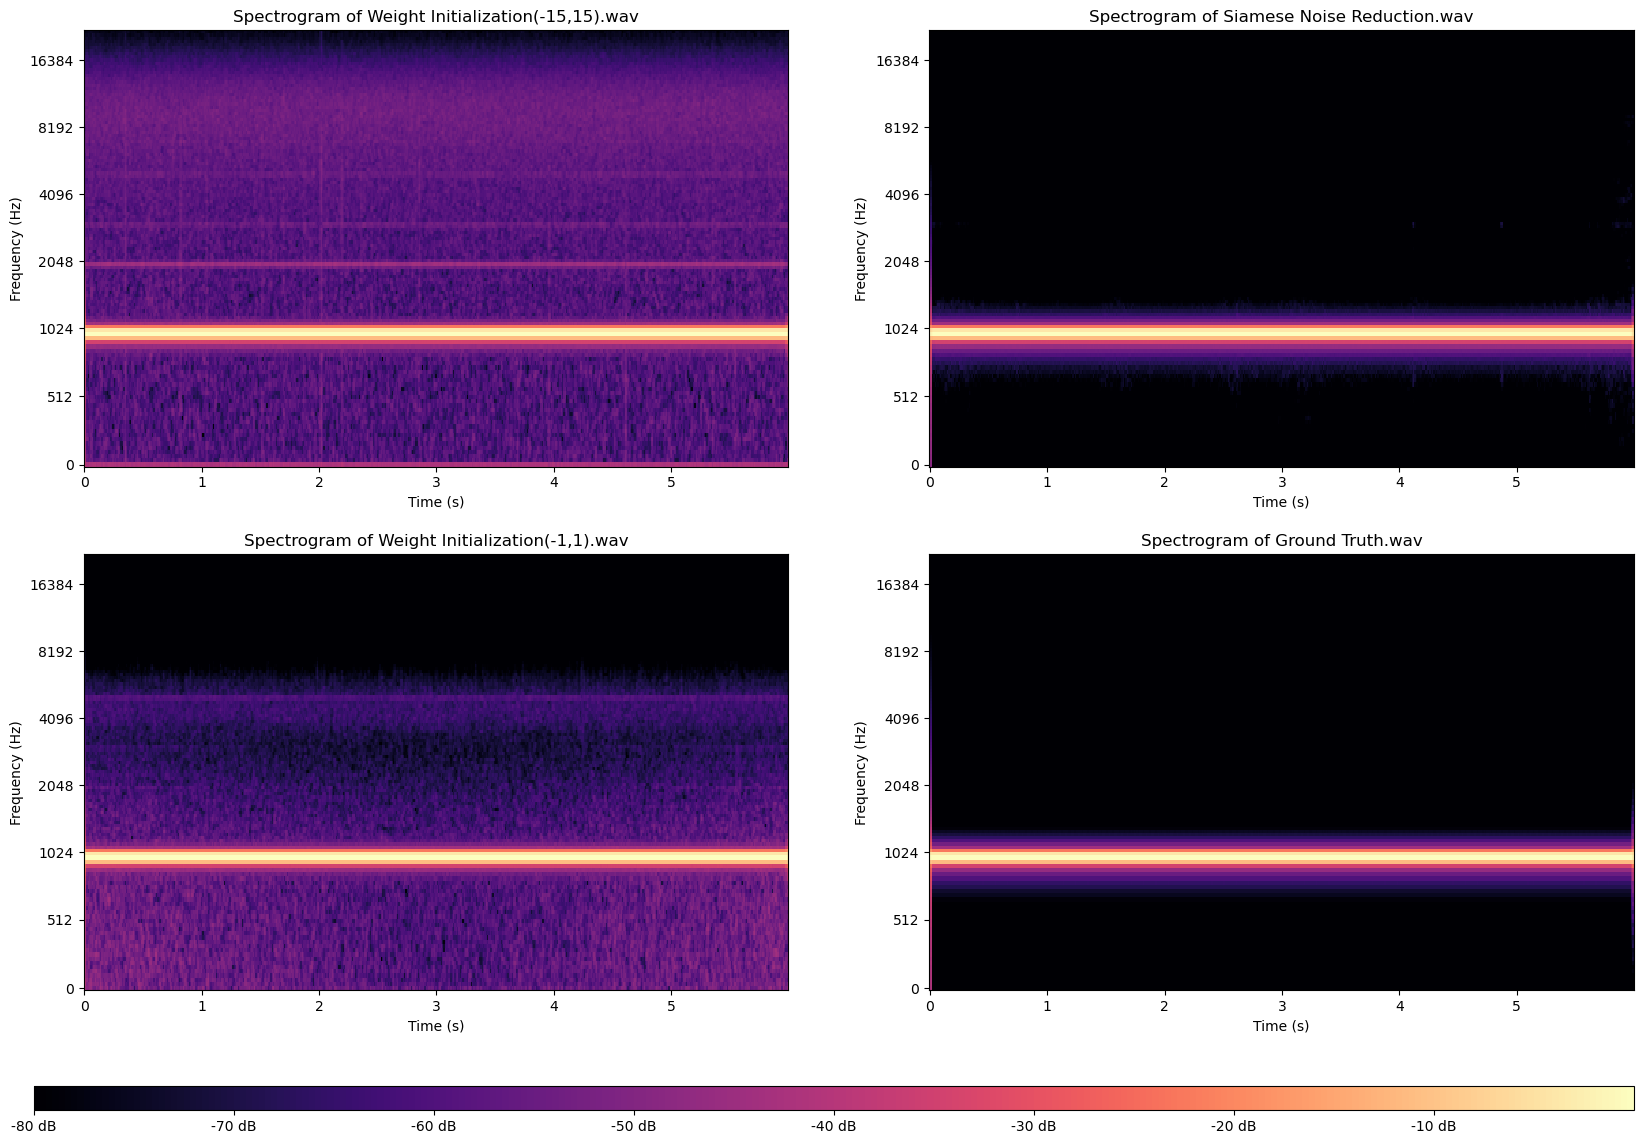 Spectrogram of Weight Initialization(-15,15).wav
16384
8192
4096
2048
1024
512
0
Frequency (Hz)
0 1 2 3 4 5
Time (s)
Spectrogram of Siamese Noise Reduction.wav
16384
8192
4096
2048
1024
512
0
Frequency (Hz)
0 1 2 3 4 5
Time (s)
Spectrogram of Weight Initialization(-1,1).wav
16384
8192
4096
2048
1024
512
0
Frequency (Hz)
0 1 2 3 4 5
Time (s)
Spectrogram of Ground Truth.wav
16384
8192
4096
2048
1024
512
0
Frequency (Hz)
0 1 2 3 4 5
Time (s)
-80 dB -70 dB -60 dB -50 dB -40 dB -30 dB -20 dB -10 dB